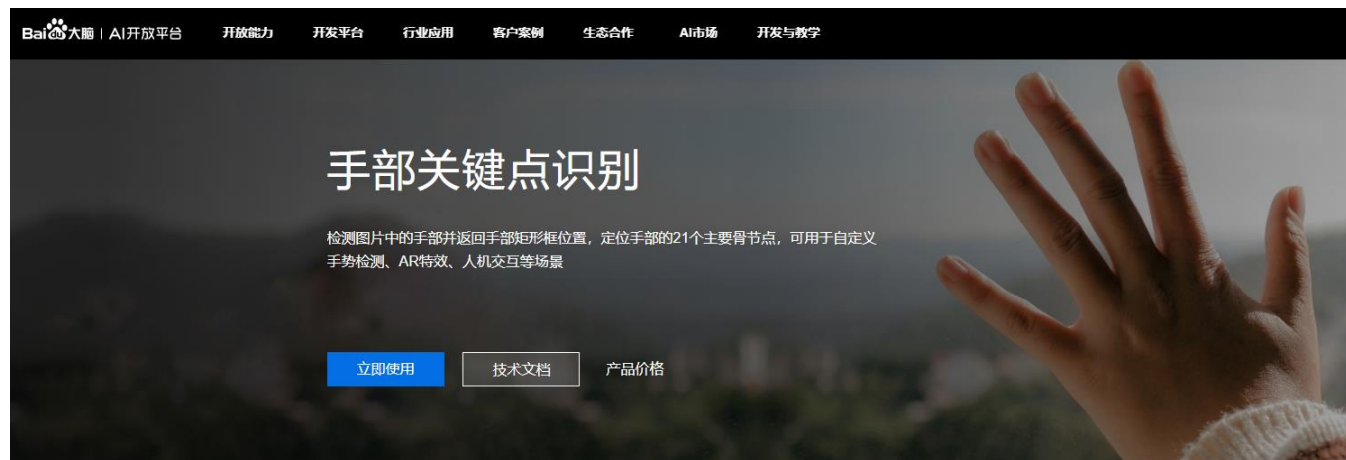 Bai大脑 | AI开放平台 开放能力 开发平台 行业应用 客户案例 生态合作 AI市场 开发与教学
手部关键点识别
检测图片中的手部并返回手部矩形框位置，定位手部的21个主要骨节点，可用于自定义
手势检测、AR特效、人机交互等场景
立即使用 技术文档 产品价格